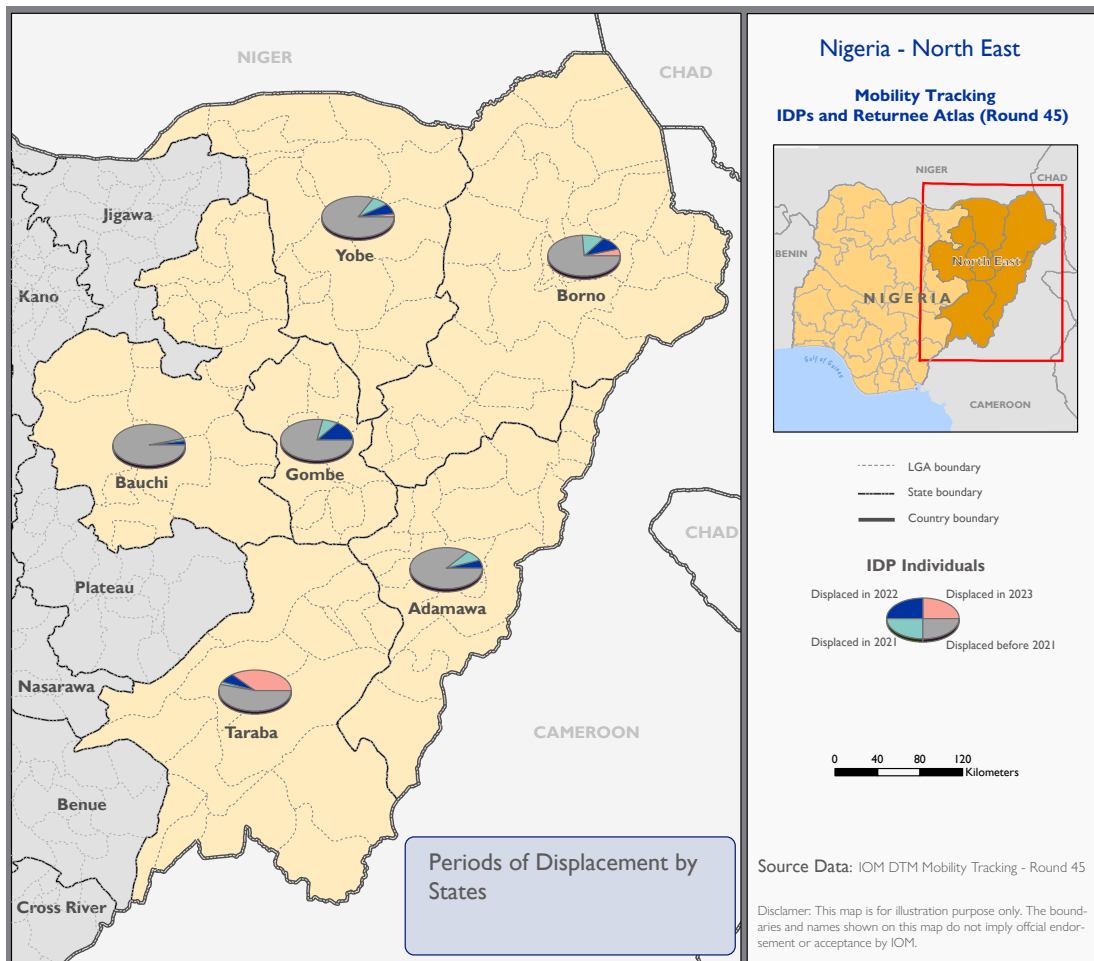 NIGER
CHAD
Jigawa
Yobe
Kano
Borno
Bauchi
Gombe
CHAD
Plateau
Adamawa
Nasarawa
Taraba
CAMEROON
Benue
Cross River
Periods of Displacement by
States
Nigeria - North East
Mobility Tracking
IDPs and Returnee Atlas (Round 45)
NIGER
CHAD
BENIN
North East
NIGERIA
Gulf of Guinea
CAMEROON
LGA boundary
State boundary
Country boundary
IDP Individuals
Displaced in 2022
Displaced in 2023
Displaced in 2021
Displaced before 2021
0 40 80 120
Kilometers
Source Data: IOM DTM Mobility Tracking - Round 45
Disclamer: This map is for illustration purpose only. The bound-
aries and names shown on this map do not imply offcial endor-
sement or acceptance by IOM.